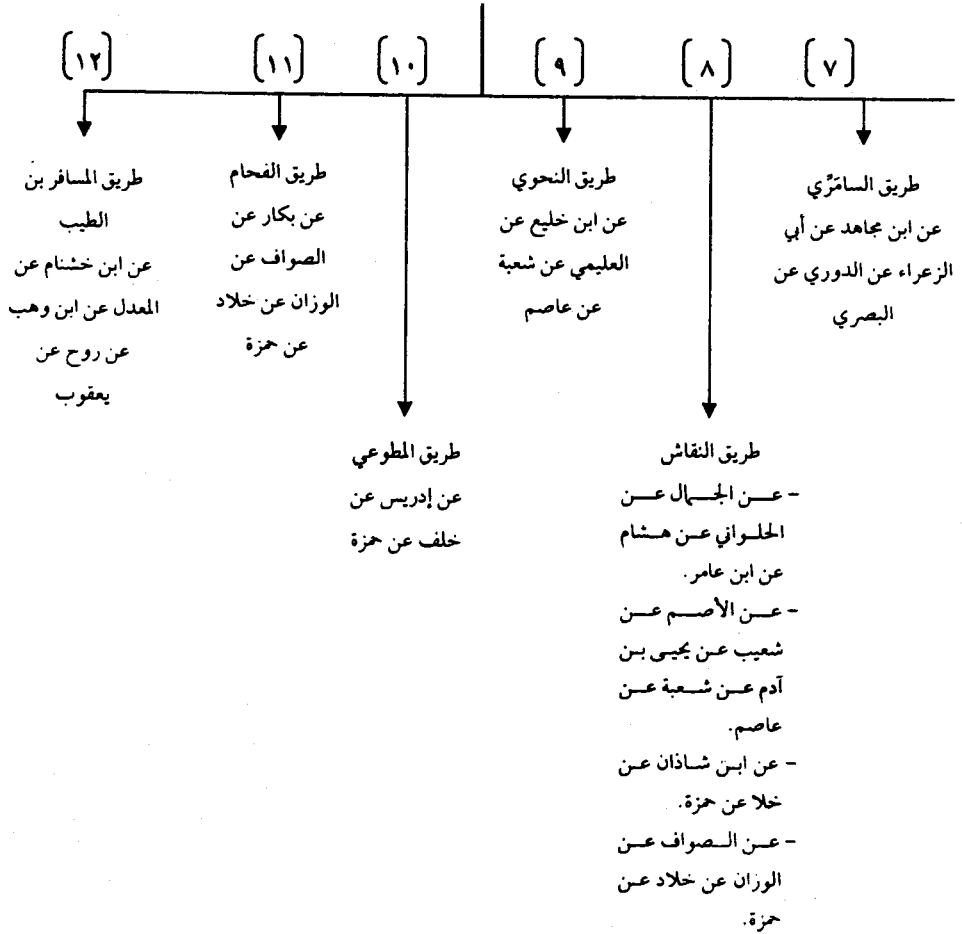 [٧]
طريق السامَرِّي
عن ابن مجاهد عن أبي
الزعراء عن الدوري عن
البصري
[٨]
طريق النقاش
- عن الجمال عن
الحلواني عن هشام
عن ابن عامر.
- عن الأصم عن
شعيب عن يحيى بن
آدم عن شعبة عن
عاصم.
- عن ابن شاذان عن
خلا عن حمزة.
- عن الصواف عن
الوزان عن خلاد عن
حمزة.
[٩]
طريق النحوي
عن ابن خليع عن
العليمي عن شعبة
عن عاصم
[١٠]
طريق المطوعي
عن إدريس عن
خلف عن حمزة
[١١]
طريق الفحام
عن بكار عن
الصواف عن
الوزان عن خلاد
عن حمزة
[١٢]
طريق المسافر بن
الطيب
عن ابن خشنام عن
المعدل عن ابن وهب
عن روح عن
يعقوب